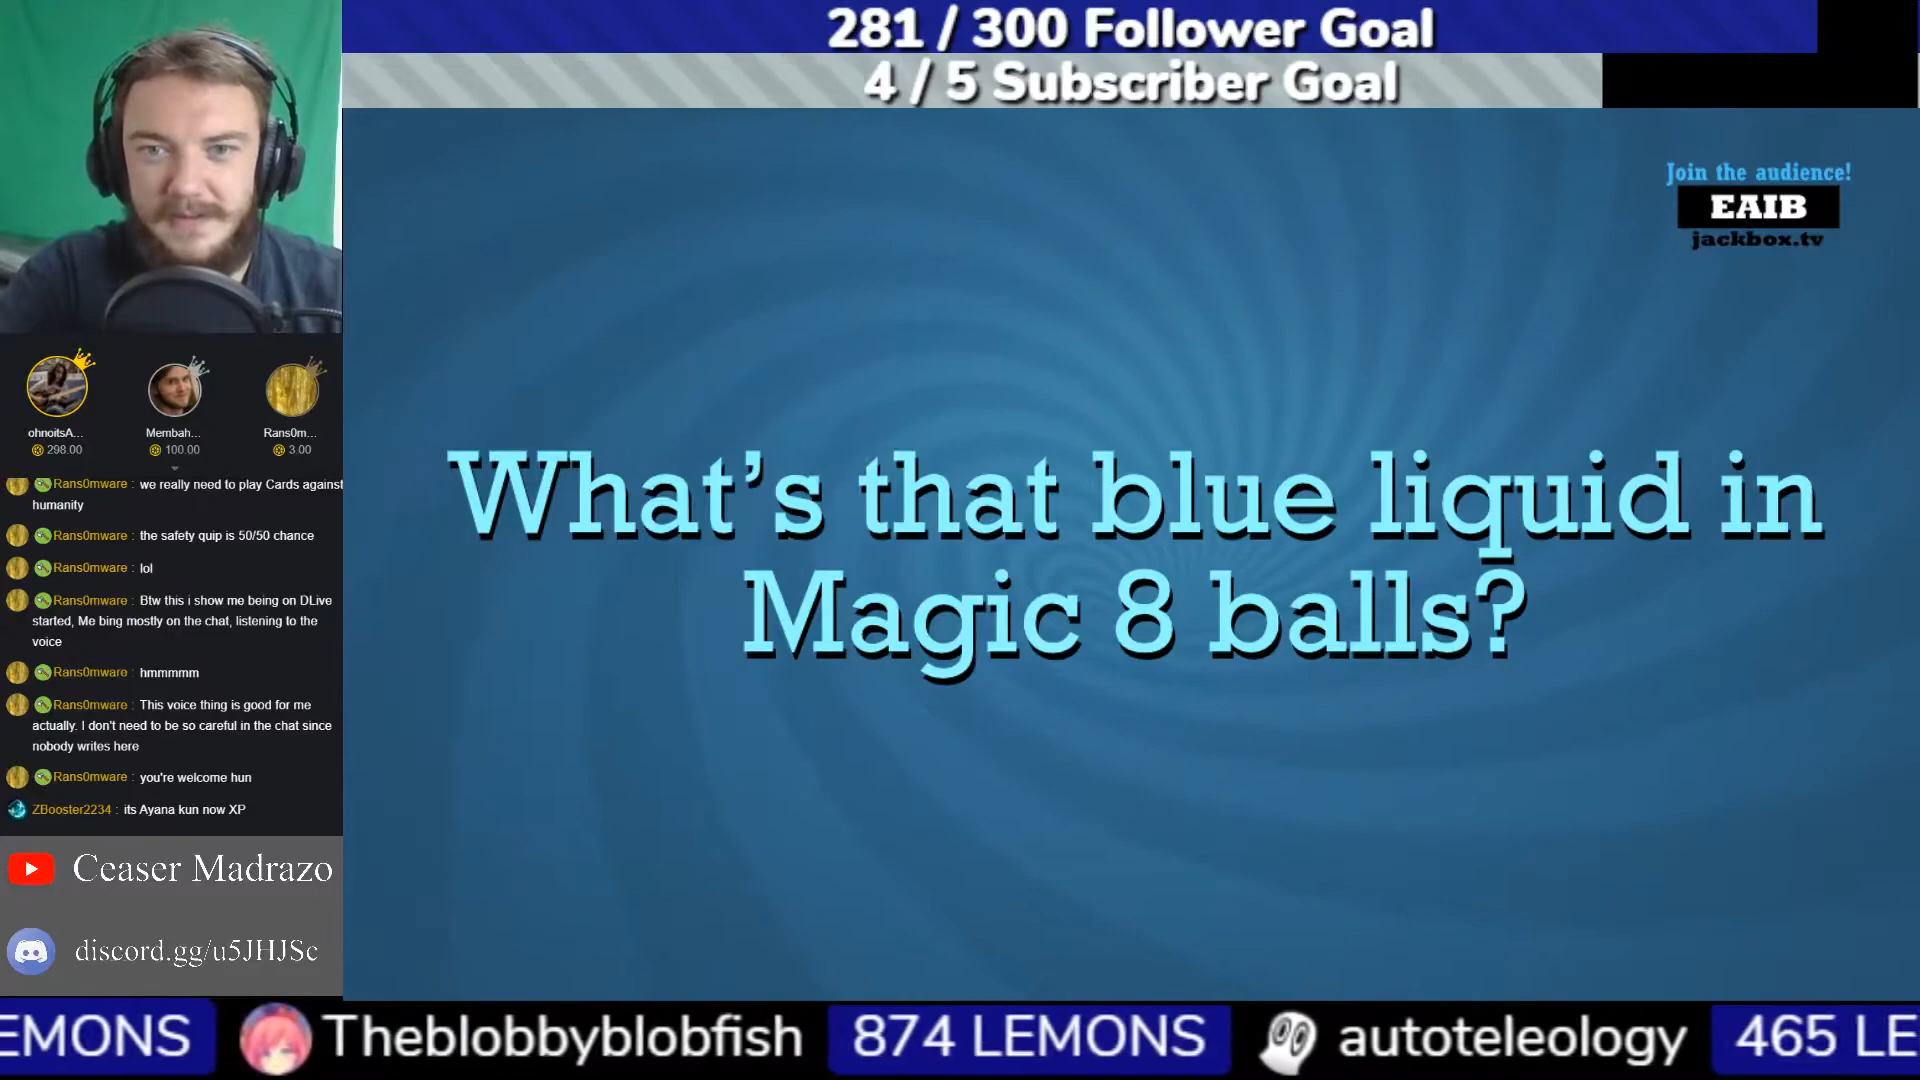 281 / 300 Follower Goal
4 / 5 Subscriber Goal
Join the audience!
EAIB
jackbox.tv
What's that blue liquid in
Magic 8 balls?
ohnoitsA...
298.00
Membah...
100.00
Rans0m...
3.00
Rans0mware : we really need to play Cards against
humanity
Rans0mware : the safety quip is 50/50 chance
Rans0mware : lol
Rans0mware : Btw this i show me being on DLive
started, Me bing mostly on the chat, listening to the
voice
Rans0mware : hmmmmm
Rans0mware : This voice thing is good for me
actually. I don't need to be so careful in the chat since
nobody writes here
Rans0mware : you're welcome hun
ZBooster2234 : its Ayana kun now XP
Ceaser Madrazo
discord.gg/u5JHJSc
EMONS Theblobbyblobfish 874 LEMONS autoteleology 465 LE